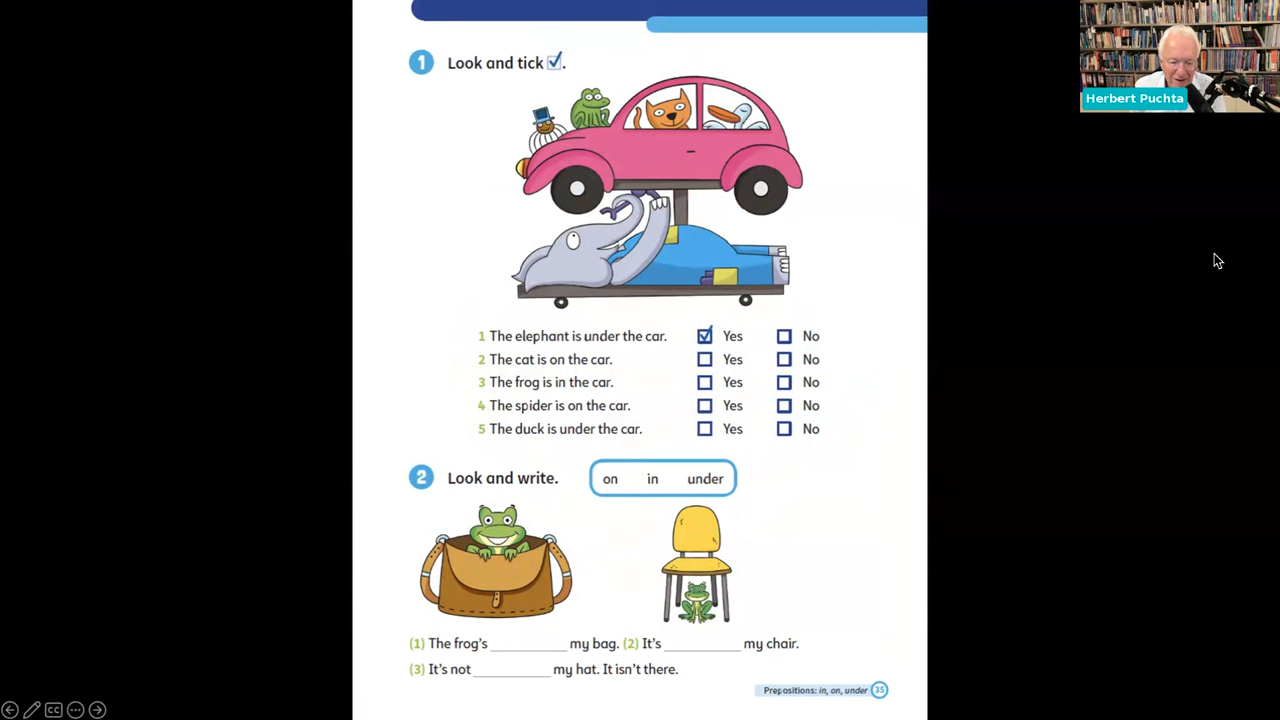 1 Look and tick ☑.
Herbert Puchta
1 The elephant is under the car. ☑ Yes ☐ No
2 The cat is on the car. ☐ Yes ☐ No
3 The frog is in the car. ☐ Yes ☐ No
4 The spider is on the car. ☐ Yes ☐ No
5 The duck is under the car. ☐ Yes ☐ No
2 Look and write. on in under
(1) The frog's __________ my bag. (2) It's __________ my chair.
(3) It's not __________ my hat. It isn't there.
Prepositions: in, on, under 35
CC